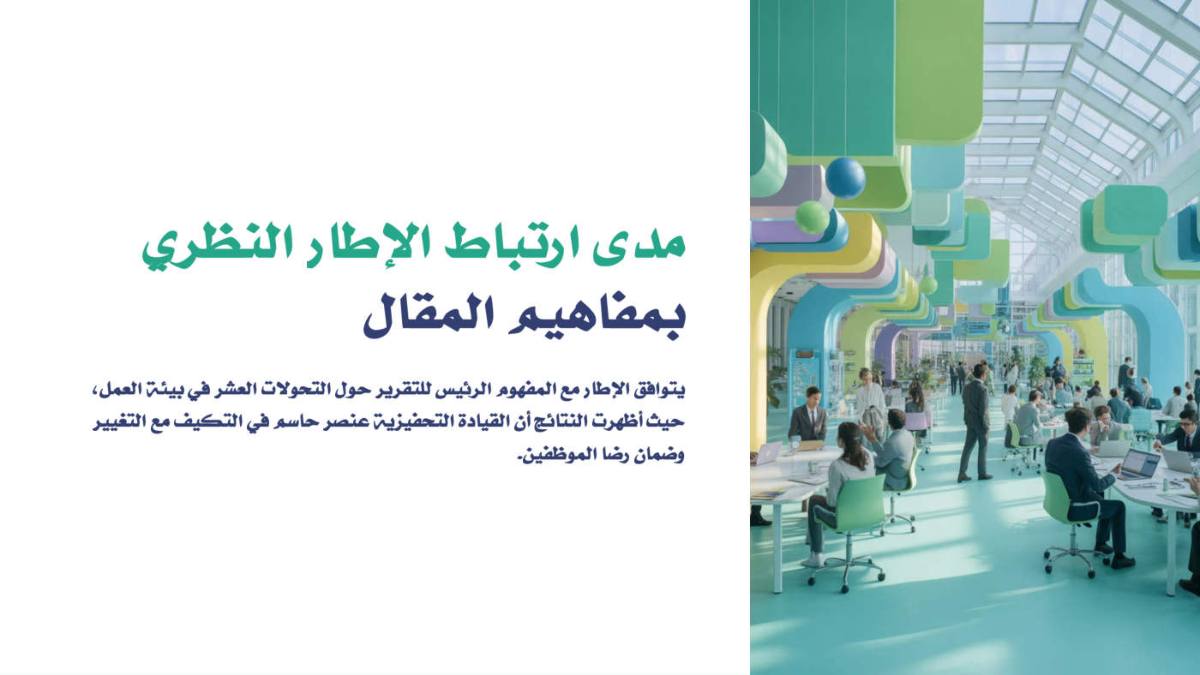 مدى ارتباط الإطار النظري
بمفاهيم المقال
يتوافق الإطار مع المفهوم الرئيس للتقرير حول التحولات العشر في بيئة العمل،
حيث أظهرت النتائج أن القيادة التحفيزية عنصر حاسم في التكيف مع التغيير
وضمان رضا الموظفين.